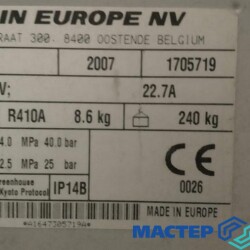 IN EUROPE NV
RAAT 300, 8400 OOSTENDE BELGIUM
2007 1705719
V; 22.7A
R410A 8.6 kg 240 kg
4.0 MPa 40.0 bar
2.5 MPa 25 bar
reenhouse
Kyoto Protocol IP14B
CE
0026
MADE IN EUROPE
МАСТЕР